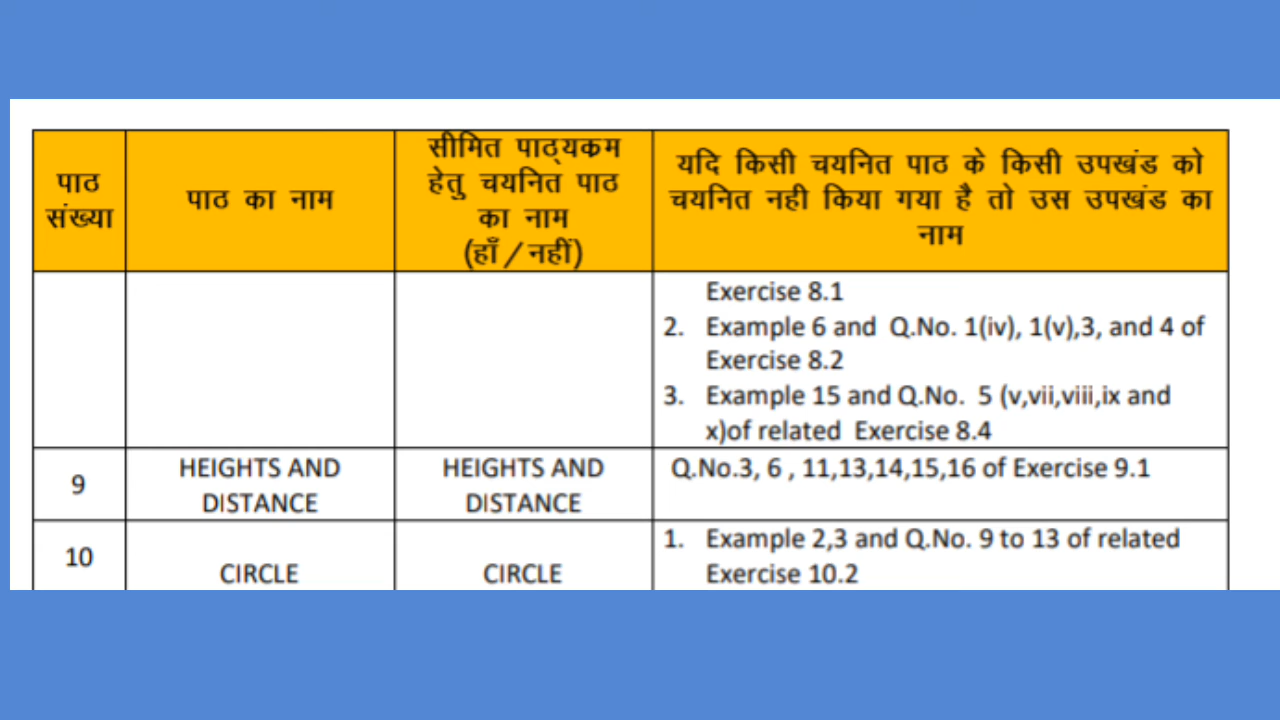 पाठ संख्या
पाठ का नाम
सीमित पाठ्यकम
हेतु चयनित पाठ
का नाम
(हाँ/नहीं)
यदि किसी चयनित पाठ के किसी उपखंड को
चयनित नही किया गया है तो उस उपखंड का
नाम
Exercise 8.1
2. Example 6 and Q.No. 1(iv), 1(v),3, and 4 of
Exercise 8.2
3. Example 15 and Q.No. 5 (v,vii,viii,ix and
x)of related Exercise 8.4
9
HEIGHTS AND
DISTANCE
HEIGHTS AND
DISTANCE
Q.No.3, 6 , 11,13,14,15,16 of Exercise 9.1
10
CIRCLE
CIRCLE
1. Example 2,3 and Q.No. 9 to 13 of related
Exercise 10.2